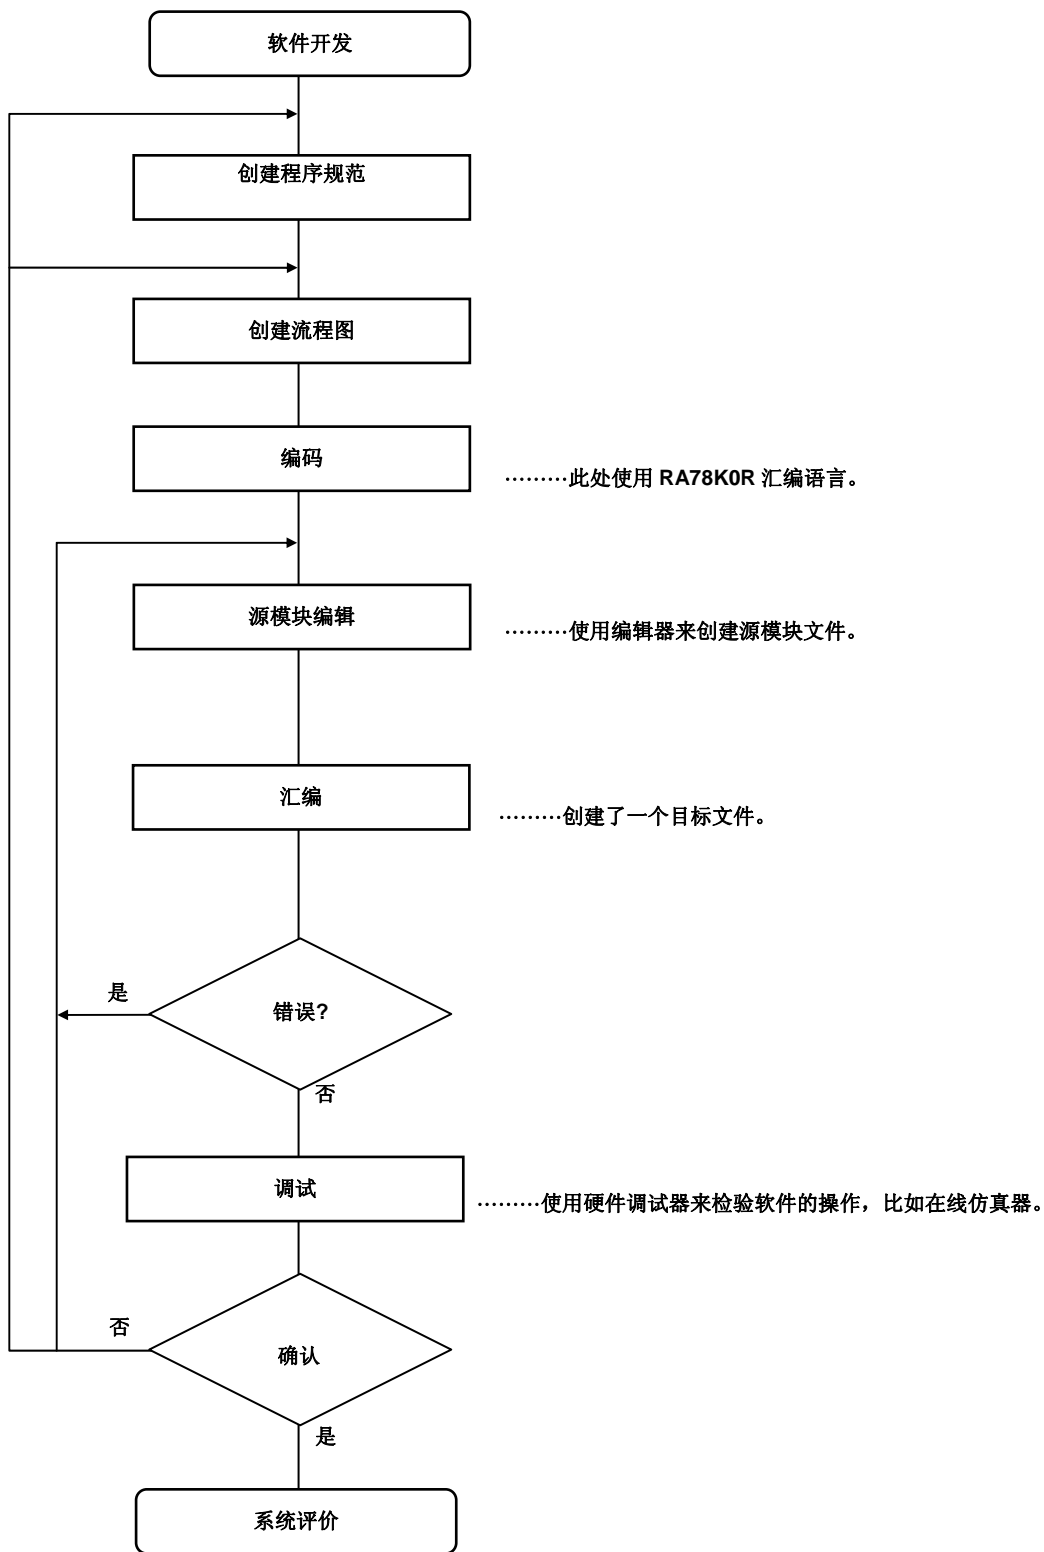 软件开发
创建程序规范
创建流程图
编码
………此处使用 RA78K0R 汇编语言。
源模块编辑
………使用编辑器来创建源模块文件。
汇编
………创建了一个目标文件。
是
错误?
否
调试
………使用硬件调试器来检验软件的操作，比如在线仿真器。
否
确认
是
系统评价